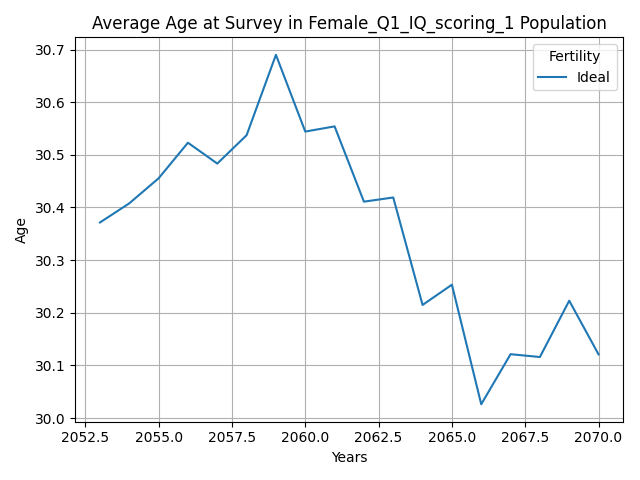 Average Age at Survey in Female_Q1_IQ_scoring_1 Population
Fertility
Ideal
30.7
30.6
30.5
30.4
30.3
30.2
30.1
30.0
Age
2052.5 2055.0 2057.5 2060.0 2062.5 2065.0 2067.5 2070.0
Years